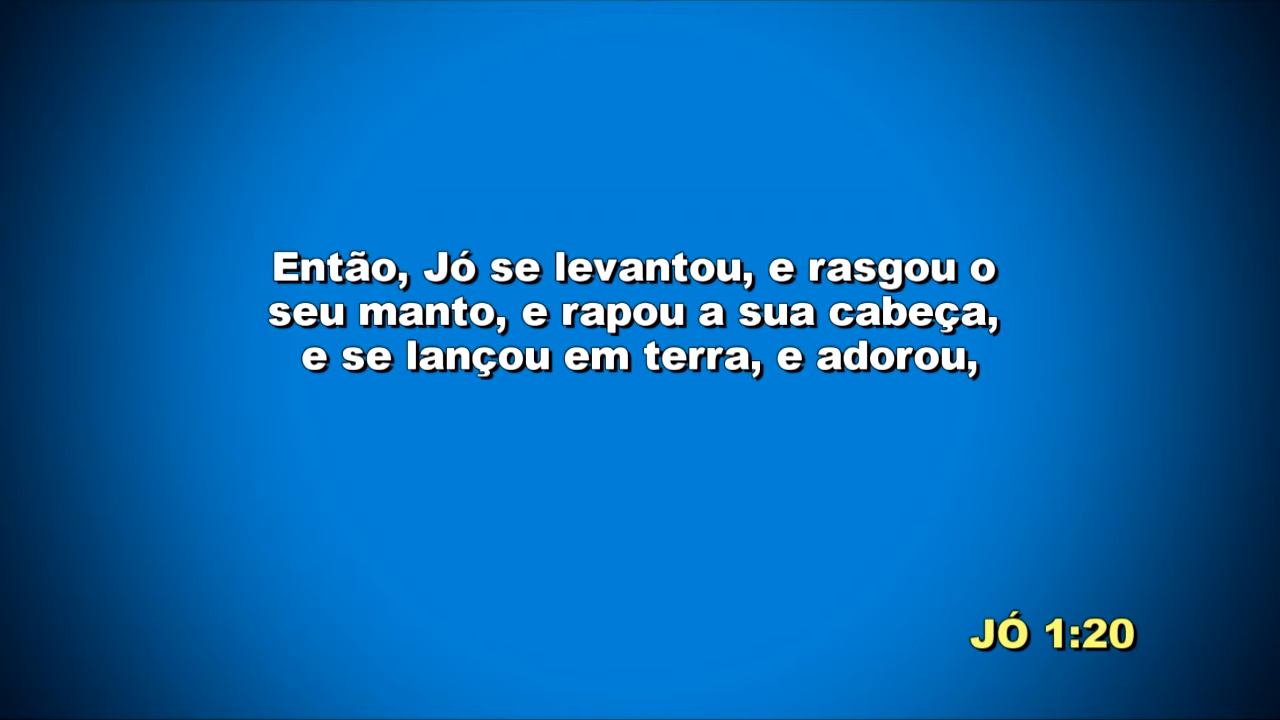 Então, Jó se levantou, e rasgou o
seu manto, e rapou a sua cabeça,
e se lançou em terra, e adorou,
JÓ 1:20